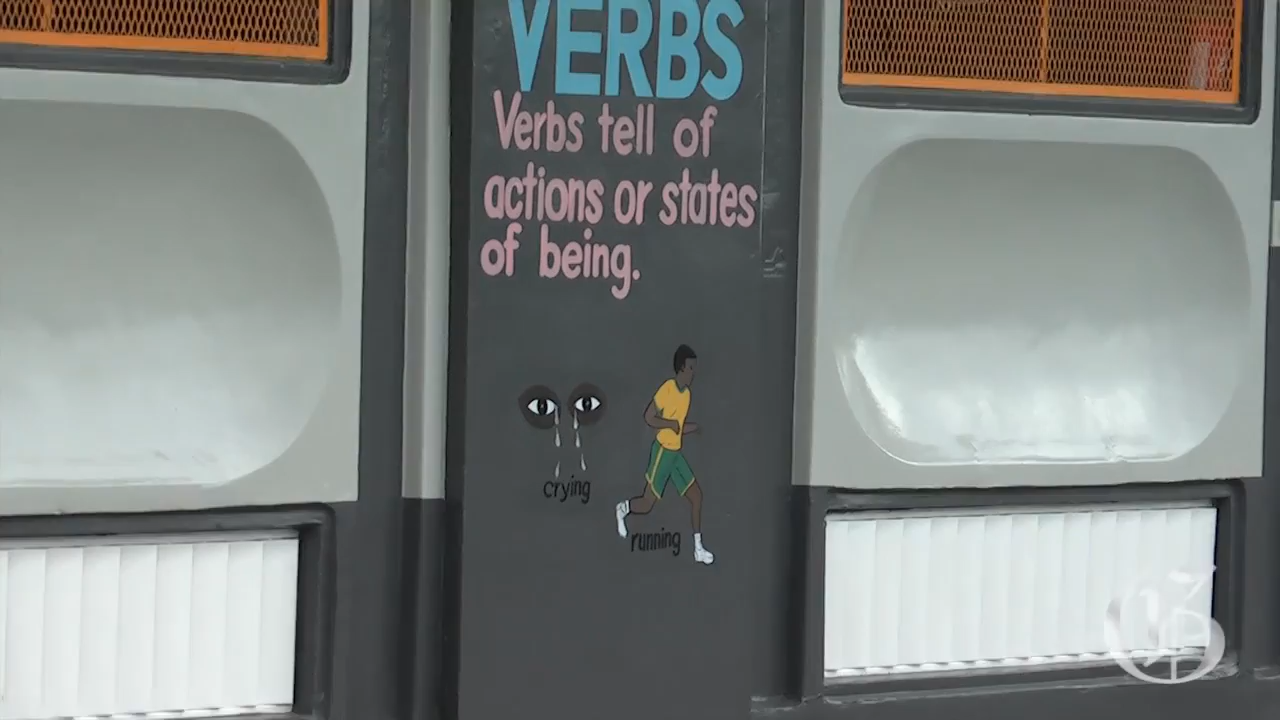 VERBS
Verbs tell of
actions or states
of being.
crying
running